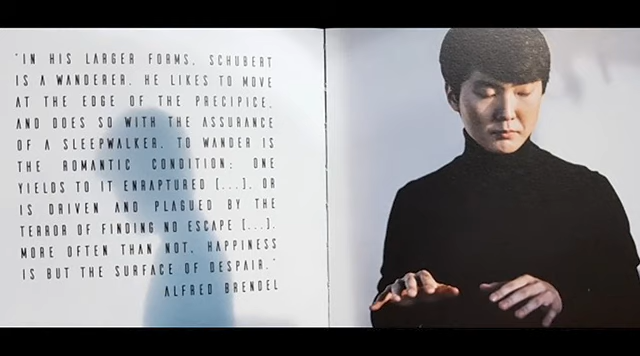 "IN HIS LARGER FORMS, SCHUBERT
IS A WANDERER. HE LIKES TO MOVE
AT THE EDGE OF THE PRECIPICE,
AND DOES SO WITH THE ASSURANCE
OF A SLEEPWALKER. TO WANDER IS
THE ROMANTIC CONDITION; ONE
YIELDS TO IT ENRAPTURED [...], OR
IS DRIVEN AND PLAGUED BY THE
TERROR OF FINDING NO ESCAPE [...].
MORE OFTEN THAN NOT, HAPPINESS
IS BUT THE SURFACE OF DESPAIR."
ALFRED BRENDEL